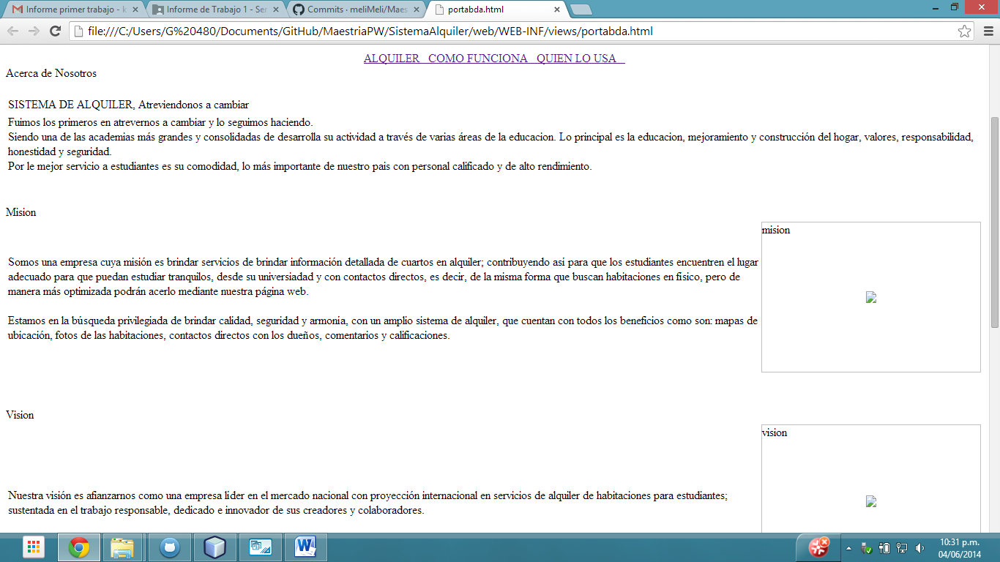 Informe primer trabajo - k
Informe de Trabajo 1 - Ser
Commits · meliMeli/Maes
portabda.html
file:///C:/Users/G%20480/Documents/GitHub/MaestriaPW/SistemaAlquiler/web/WEB-INF/views/portabda.html
ALQUILER COMO FUNCIONA QUIEN LO USA
Acerca de Nosotros
SISTEMA DE ALQUILER, Atreviendonos a cambiar
Fuimos los primeros en atrevernos a cambiar y lo seguimos haciendo.
Siendo una de las academias más grandes y consolidadas de desarrolla su actividad a través de varias áreas de la educacion. Lo principal es la educacion, mejoramiento y construcción del hogar, valores, responsabilidad,
honestidad y seguridad.
Por le mejor servicio a estudiantes es su comodidad, lo más importante de nuestro pais con personal calificado y de alto rendimiento.
Mision
mision
Somos una empresa cuya misión es brindar servicios de brindar información detallada de cuartos en alquiler; contribuyendo así para que los estudiantes encuentren el lugar
adecuado para que puedan estudiar tranquilos, desde su universiadad y con contactos directos, es decir, de la misma forma que buscan habitaciones en físico, pero de
manera más optimizada podrán acerlo mediante nuestra página web.
Estamos en la búsqueda privilegiada de brindar calidad, seguridad y armonía, con un amplio sistema de alquiler, que cuentan con todos los beneficios como son: mapas de
ubicación, fotos de las habitaciones, contactos directos con los dueños, comentarios y calificaciones.
Vision
vision
Nuestra visión es afianzarnos como una empresa líder en el mercado nacional con proyección internacional en servicios de alquiler de habitaciones para estudiantes;
sustentada en el trabajo responsable, dedicado e innovador de sus creadores y colaboradores.
10:31 p.m.
04/06/2014